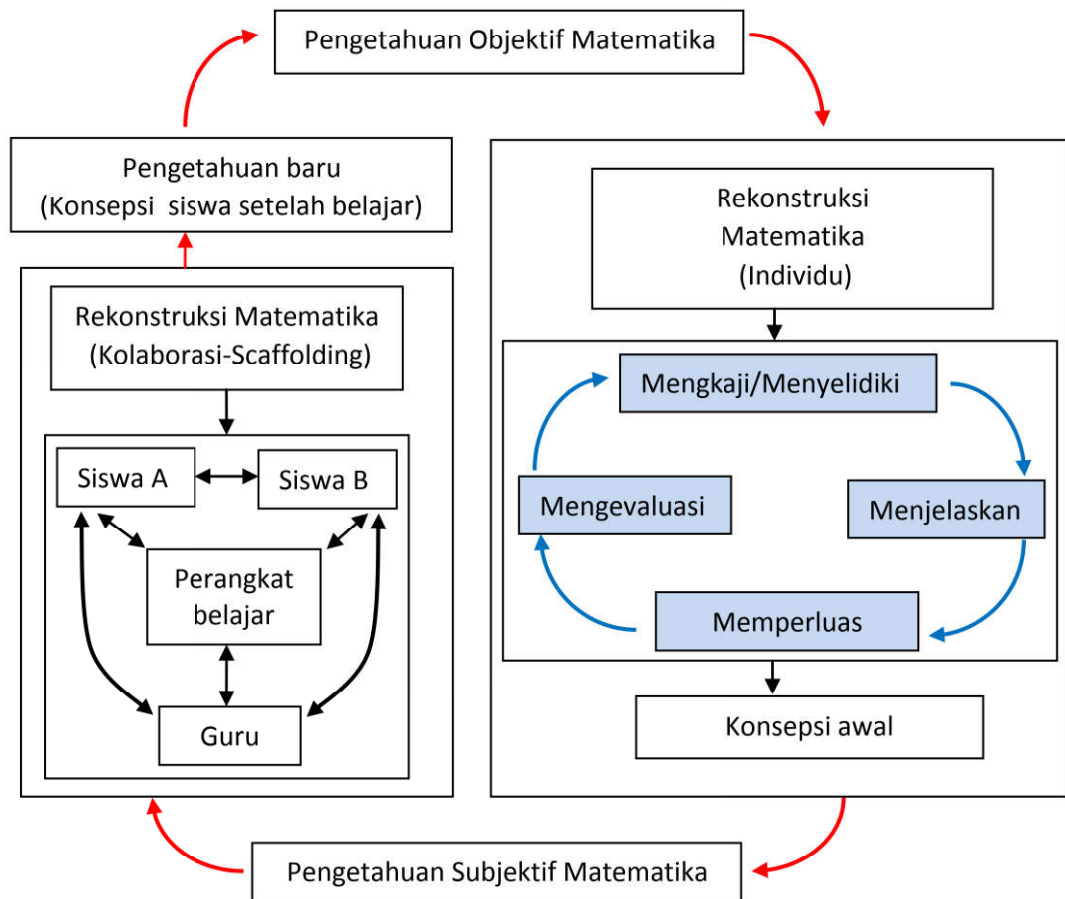 Pengetahuan Objektif Matematika
Pengetahuan baru
(Konsepsi siswa setelah belajar)
Rekonstruksi Matematika
(Kolaborasi-Scaffolding)
Siswa A
Siswa B
Perangkat
belajar
Guru
Rekonstruksi
Matematika
(Individu)
Mengkaji/Menyelidiki
Mengevaluasi
Menjelaskan
Memperluas
Konsepsi awal
Pengetahuan Subjektif Matematika